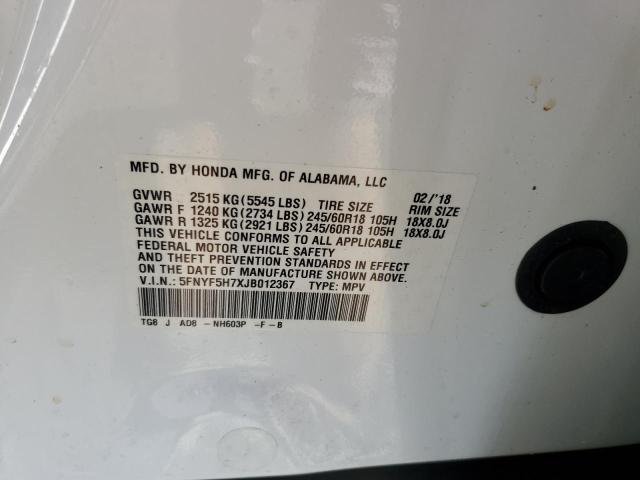 MFD. BY HONDA MFG. OF ALABAMA, LLC
GVWR 2515 KG (5545 LBS) TIRE SIZE 02/'18 RIM SIZE
GAWR F 1240 KG (2734 LBS) 245/60R18 105H 18X8.0J
GAWR R 1325 KG (2921 LBS) 245/60R18 105H 18X8.0J
THIS VEHICLE CONFORMS TO ALL APPLICABLE
FEDERAL MOTOR VEHICLE SAFETY
AND THEFT PREVENTION STANDARDS IN EFFECT
ON THE DATE OF MANUFACTURE SHOWN ABOVE.
V.I.N.: 5FNYF5H7XJB012367 TYPE: MPV
TG8 J AD8 -NH603P -F-B